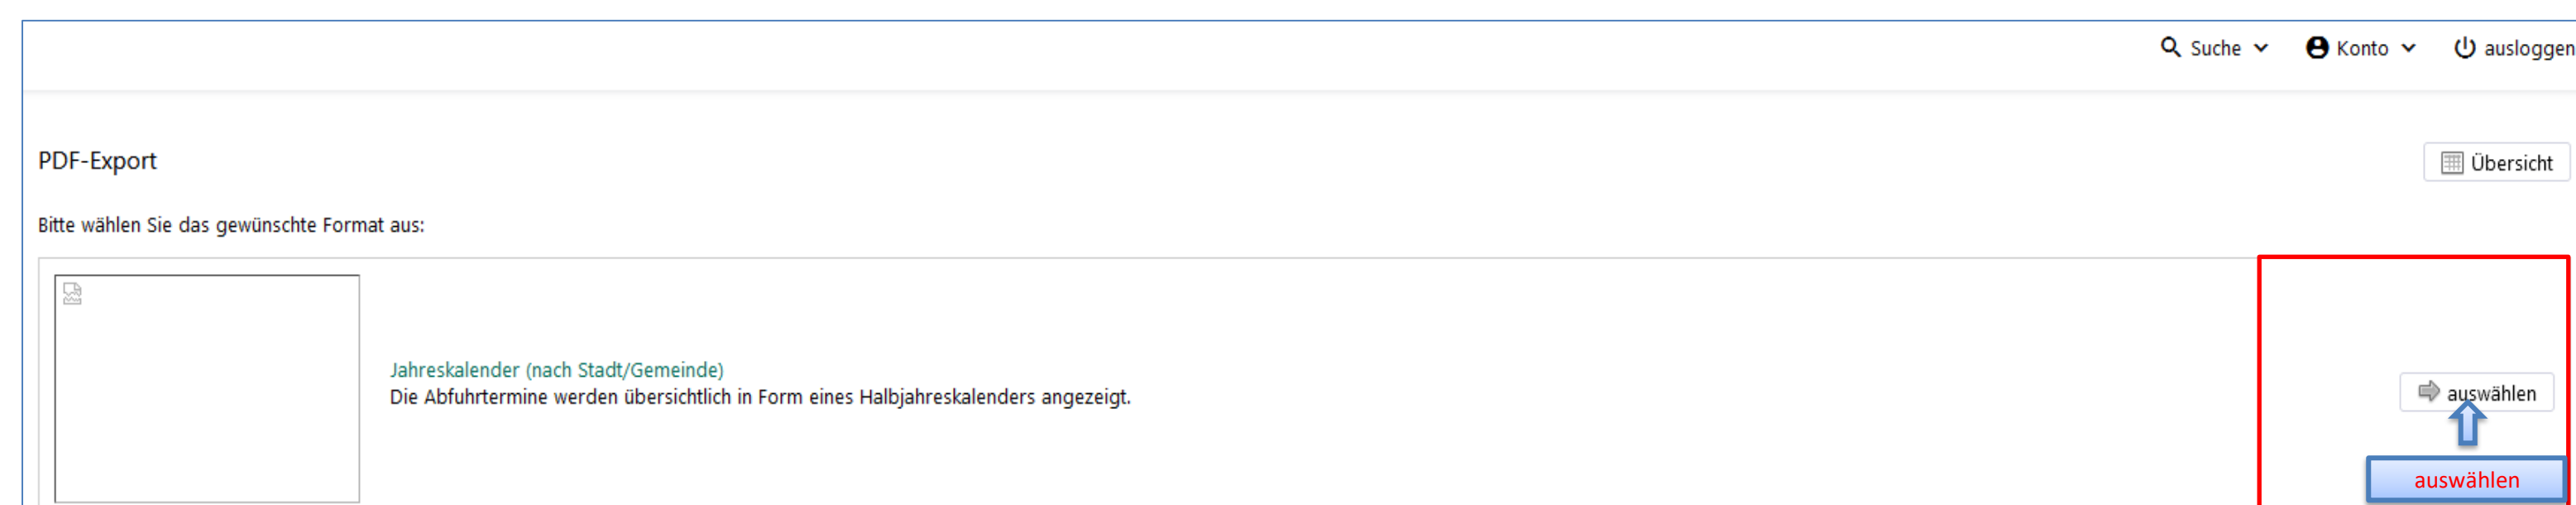 Suche Konto ausloggen
PDF-Export
Übersicht
Bitte wählen Sie das gewünschte Format aus:
Jahreskalender (nach Stadt/Gemeinde)
Die Abfuhrtermine werden übersichtlich in Form eines Halbjahreskalenders angezeigt.
auswählen
auswählen